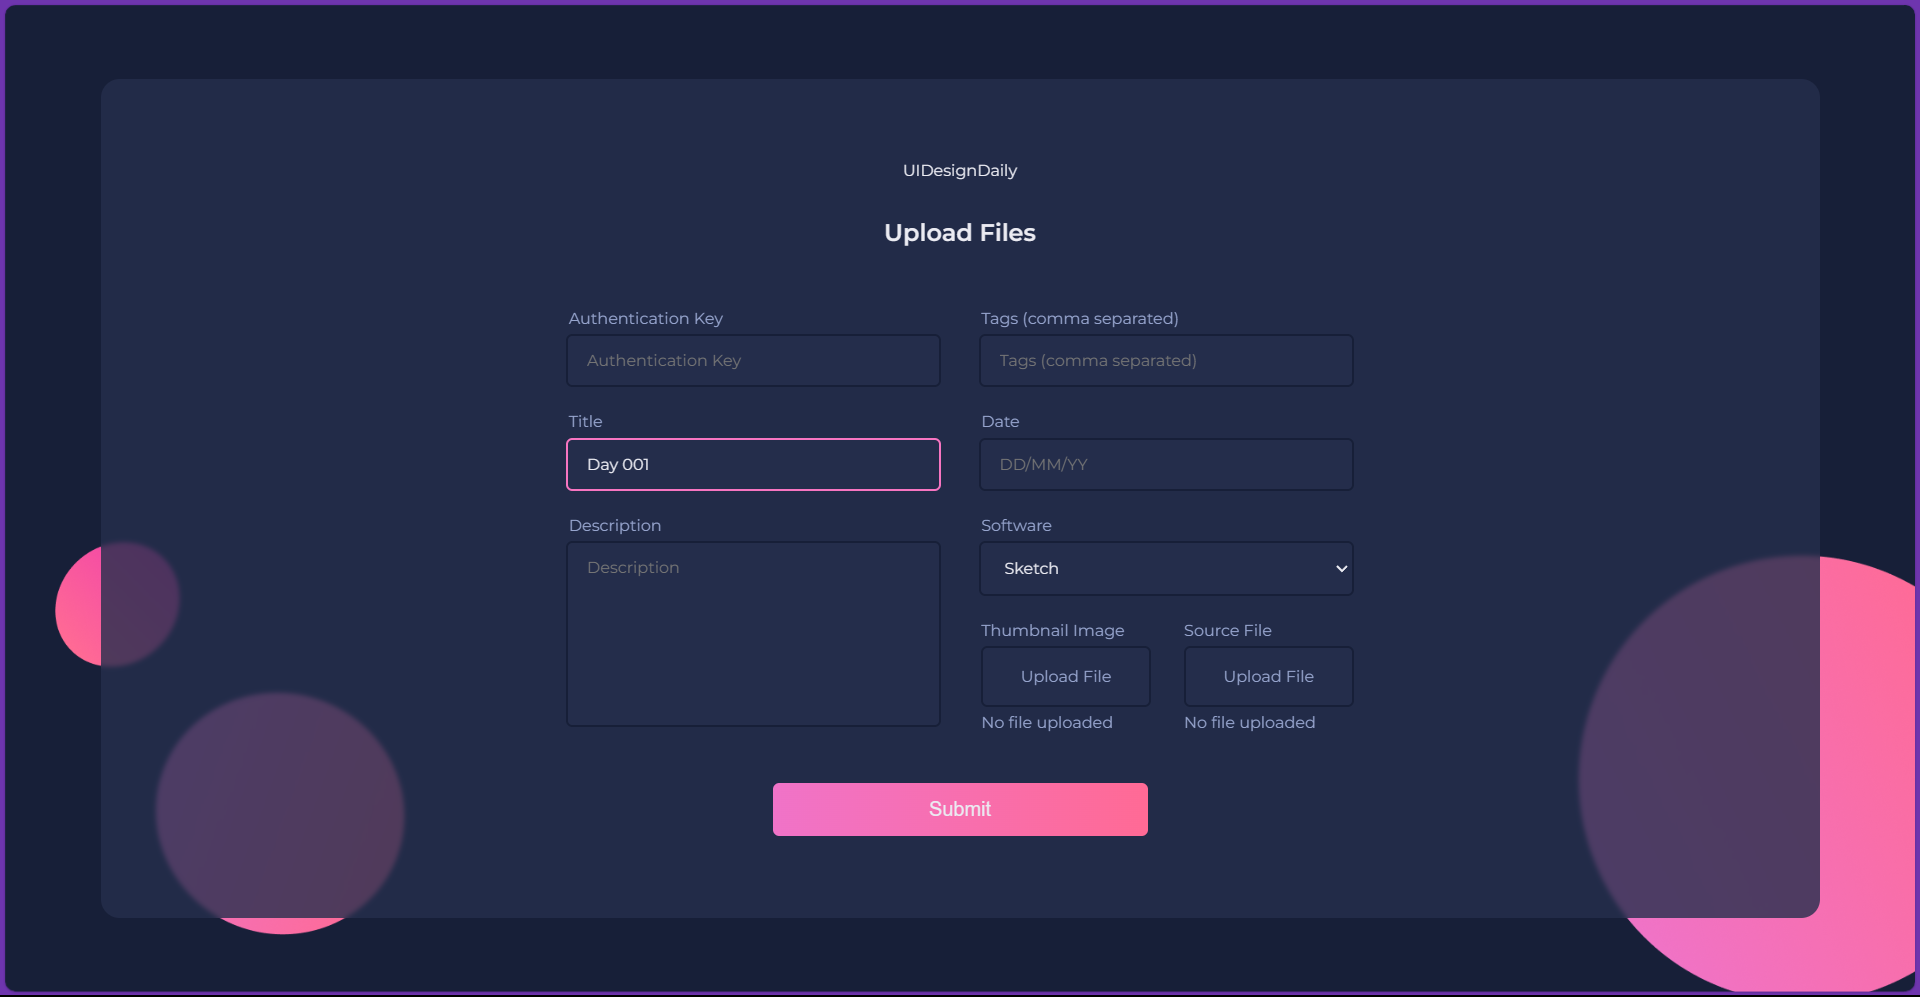 UIDesignDaily
Upload Files
Authentication Key
Authentication Key
Tags (comma separated)
Tags (comma separated)
Title
Day 001
Date
DD/MM/YY
Description
Description
Software
Sketch
Thumbnail Image
Upload File
No file uploaded
Source File
Upload File
No file uploaded
Submit